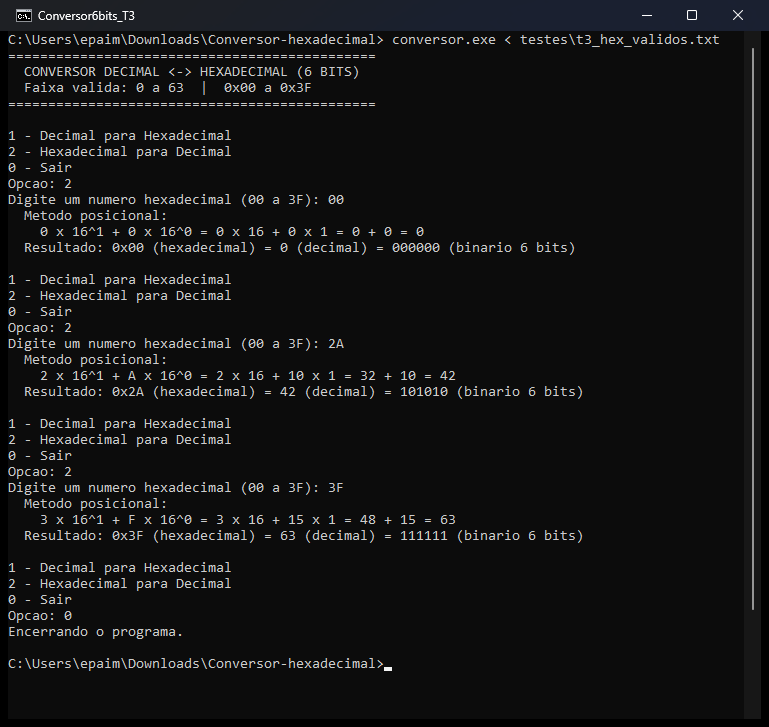 Conversor6bits_T3
C:\Users\epaim\Downloads\Conversor-hexadecimal> conversor.exe < testes\t3_hex_validos.txt
==============================================
  CONVERSOR DECIMAL <-> HEXADECIMAL (6 BITS)
  Faixa valida: 0 a 63  |  0x00 a 0x3F
==============================================

1 - Decimal para Hexadecimal
2 - Hexadecimal para Decimal
0 - Sair
Opcao: 2
Digite um numero hexadecimal (00 a 3F): 00
  Metodo posicional:
    0 x 16^1 + 0 x 16^0 = 0 x 16 + 0 x 1 = 0 + 0 = 0
  Resultado: 0x00 (hexadecimal) = 0 (decimal) = 000000 (binario 6 bits)

1 - Decimal para Hexadecimal
2 - Hexadecimal para Decimal
0 - Sair
Opcao: 2
Digite um numero hexadecimal (00 a 3F): 2A
  Metodo posicional:
    2 x 16^1 + A x 16^0 = 2 x 16 + 10 x 1 = 32 + 10 = 42
  Resultado: 0x2A (hexadecimal) = 42 (decimal) = 101010 (binario 6 bits)

1 - Decimal para Hexadecimal
2 - Hexadecimal para Decimal
0 - Sair
Opcao: 2
Digite um numero hexadecimal (00 a 3F): 3F
  Metodo posicional:
    3 x 16^1 + F x 16^0 = 3 x 16 + 15 x 1 = 48 + 15 = 63
  Resultado: 0x3F (hexadecimal) = 63 (decimal) = 111111 (binario 6 bits)

1 - Decimal para Hexadecimal
2 - Hexadecimal para Decimal
0 - Sair
Opcao: 0
Encerrando o programa.

C:\Users\epaim\Downloads\Conversor-hexadecimal>